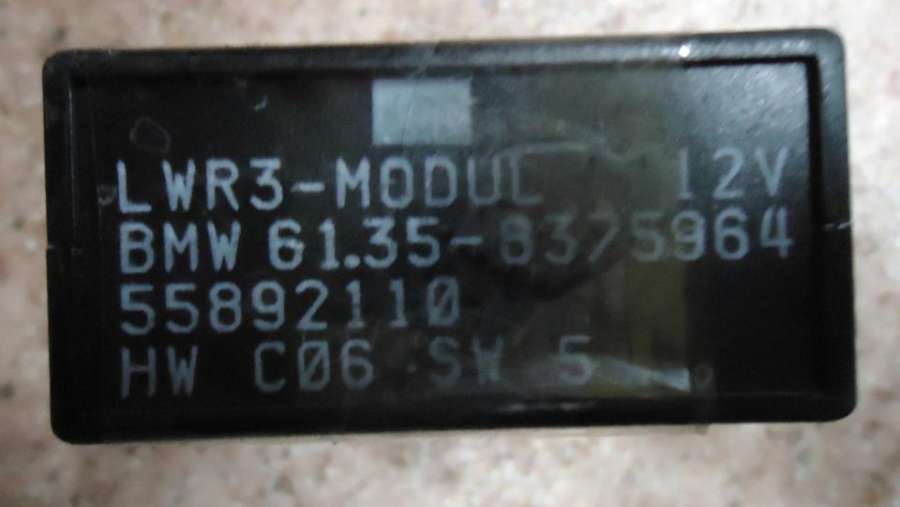 LWR3-MODUL 12V
BMW 61.35-8375964
55892110
HW C06 SW 5